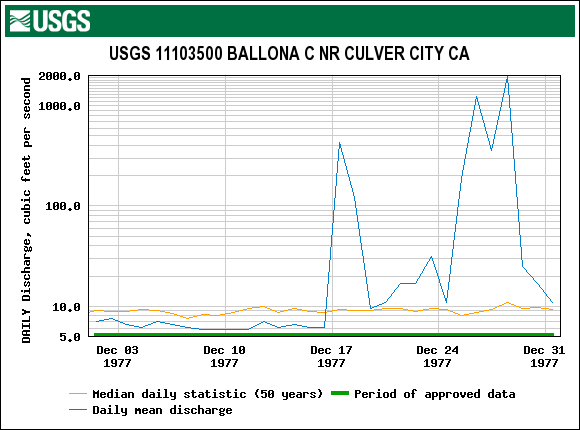 USGS
USGS 11103500 BALLONA C NR CULVER CITY CA
DAILY Discharge, cubic feet per second
2000.0
1000.0
100.0
10.0
5.0
Dec 03 Dec 10 Dec 17 Dec 24 Dec 31
1977 1977 1977 1977 1977
Median daily statistic (50 years) Period of approved data
Daily mean discharge